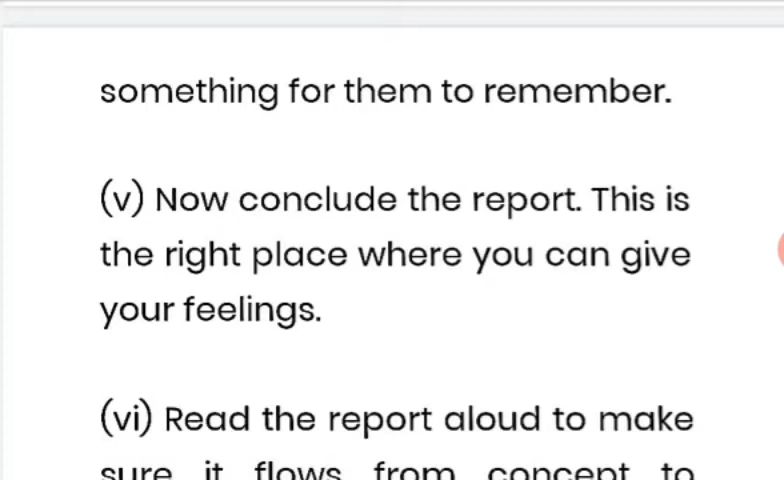 something for them to remember.
(v) Now conclude the report. This is
the right place where you can give
your feelings.
(vi) Read the report aloud to make
sure it flows from concept to